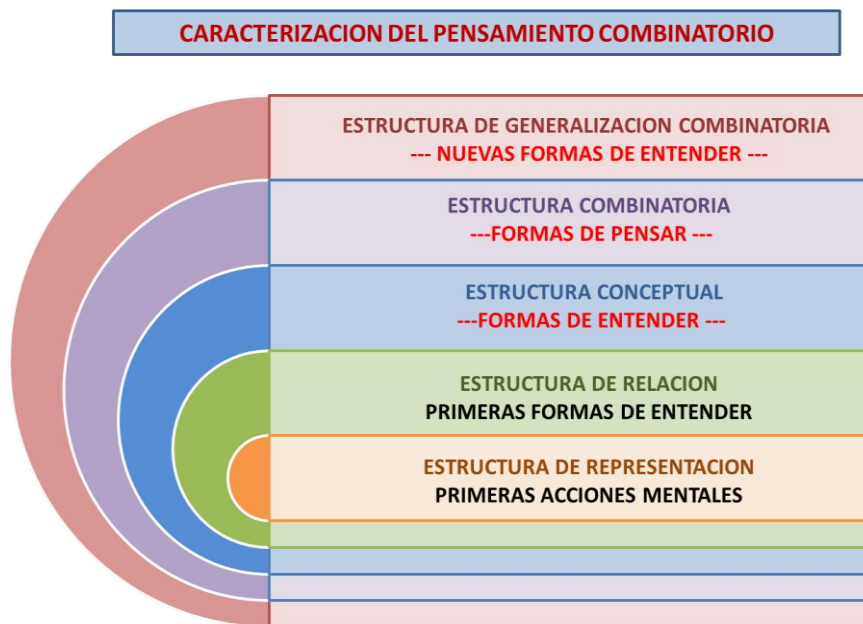 CARACTERIZACION DEL PENSAMIENTO COMBINATORIO
ESTRUCTURA DE GENERALIZACION COMBINATORIA
--- NUEVAS FORMAS DE ENTENDER ---
ESTRUCTURA COMBINATORIA
---FORMAS DE PENSAR ---
ESTRUCTURA CONCEPTUAL
---FORMAS DE ENTENDER ---
ESTRUCTURA DE RELACION
PRIMERAS FORMAS DE ENTENDER
ESTRUCTURA DE REPRESENTACION
PRIMERAS ACCIONES MENTALES